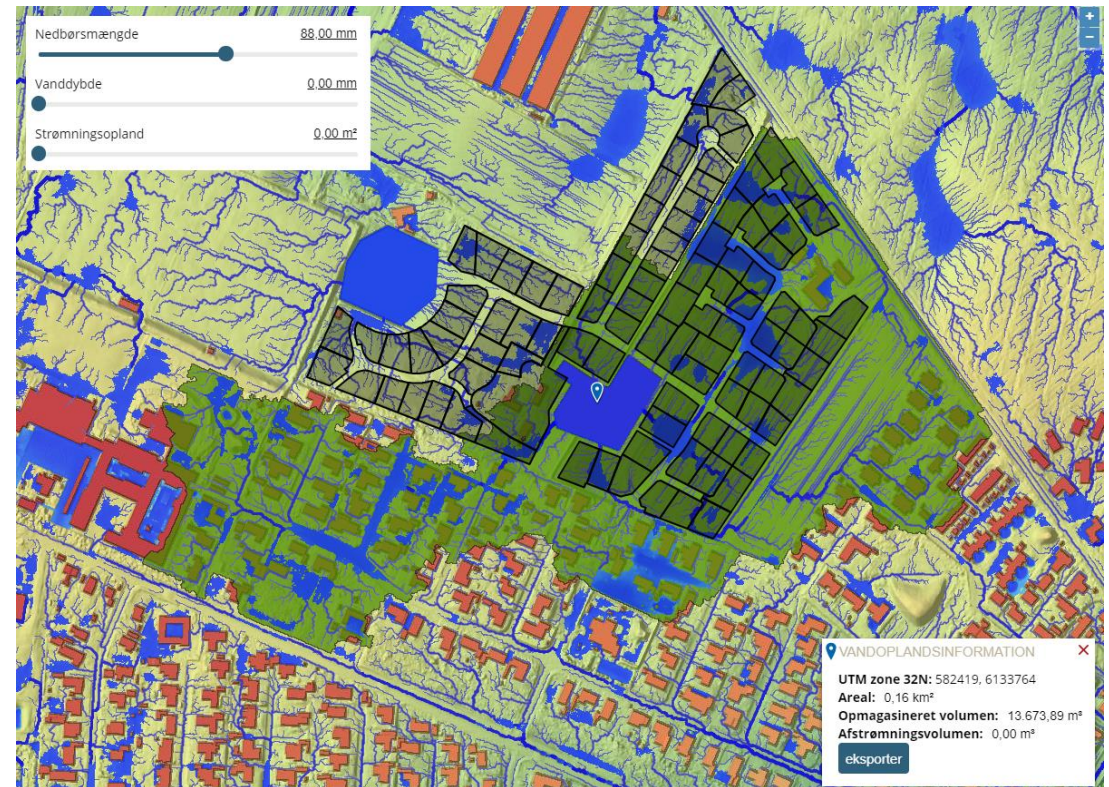 Nedbørsmængde 88,00 mm
Vanddybde 0,00 mm
Strømningsopland 0,00 m²
+
−
VANDOPLANDSINFORMATION ×
UTM zone 32N: 582419, 6133764
Areal: 0,16 km²
Opmagasineret volumen: 13.673,89 m³
Afstrømningsvolumen: 0,00 m³
eksporter